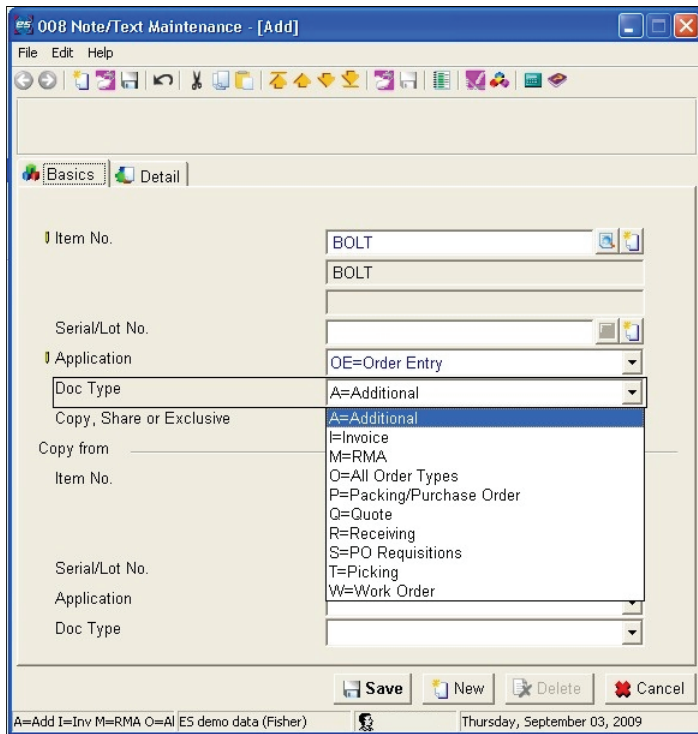 es 008 Note/Text Maintenance - [Add]
File Edit Help
Basics Detail
Item No. BOLT
BOLT
Serial/Lot No.
Application OE=Order Entry
Doc Type A=Additional
Copy, Share or Exclusive A=Additional
I=Invoice
Copy from M=RMA
Item No. O=All Order Types
P=Packing/Purchase Order
Q=Quote
R=Receiving
S=PO Requisitions
Serial/Lot No. T=Picking
Application W=Work Order
Doc Type
Save New Delete Cancel
A=Add I=Inv M=RMA O=Al ES demo data (Fisher) Thursday, September 03, 2009